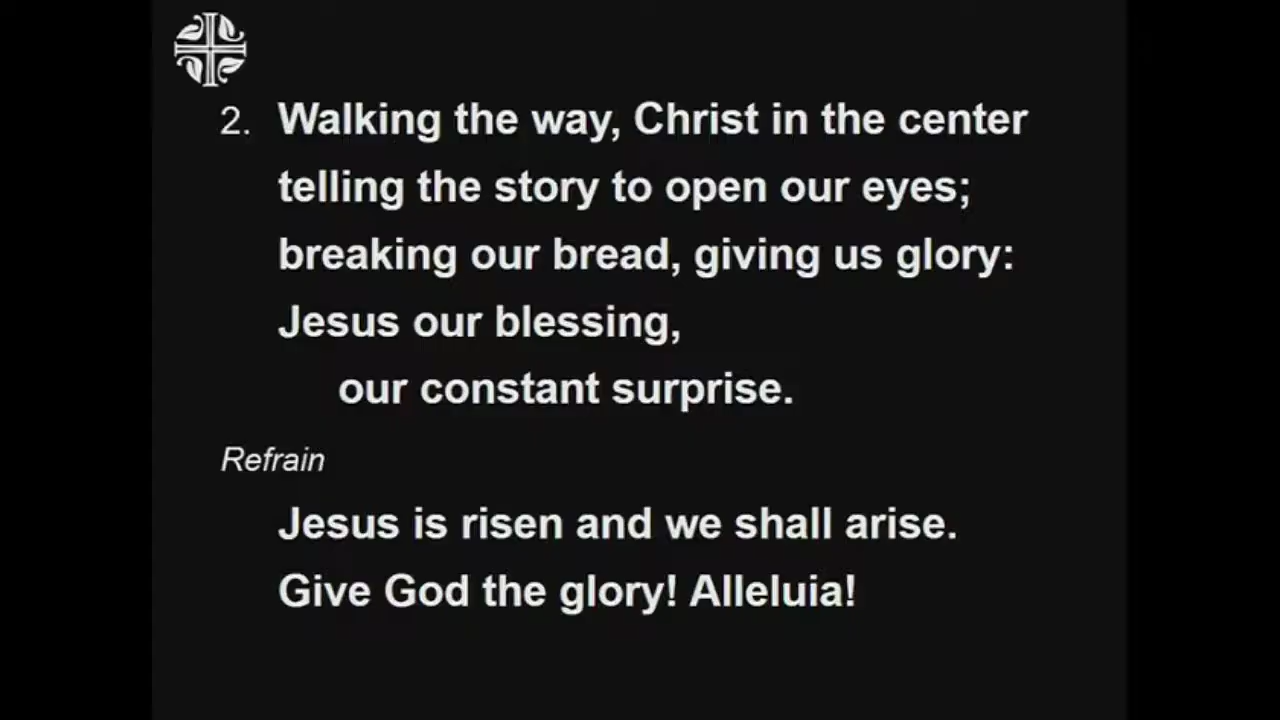 2. Walking the way, Christ in the center
telling the story to open our eyes;
breaking our bread, giving us glory:
Jesus our blessing,
our constant surprise.
Refrain
Jesus is risen and we shall arise.
Give God the glory! Alleluia!